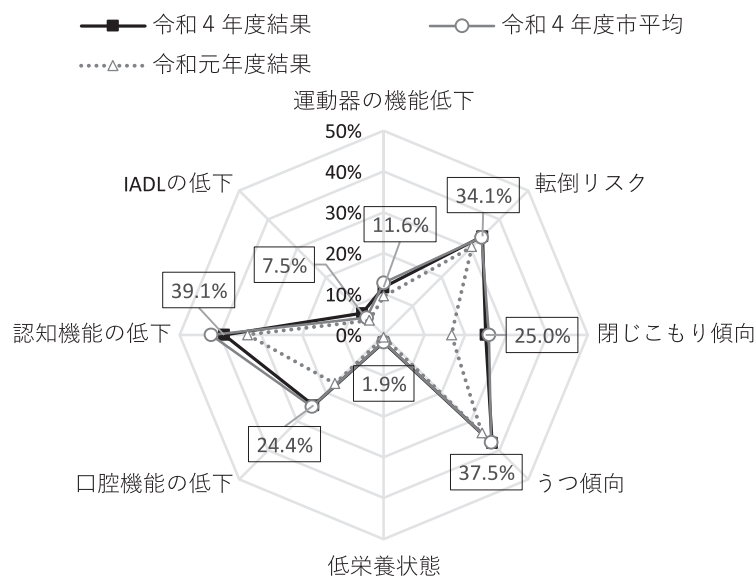 令和４年度結果
令和４年度市平均
令和元年度結果
運動器の機能低下
50%
40%
30%
20%
10%
0%
IADLの低下
転倒リスク
34.1%
11.6%
7.5%
39.1%
認知機能の低下
閉じこもり傾向
25.0%
1.9%
24.4%
37.5%
口腔機能の低下
うつ傾向
低栄養状態